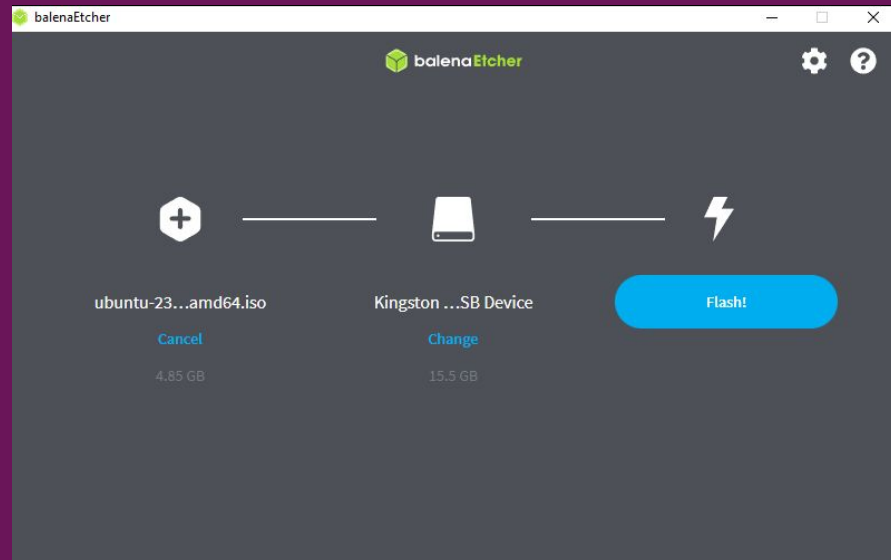 balenaEtcher
balenaEtcher
ubuntu-23...amd64.iso
Kingston ...SB Device
Flash!
Cancel
Change
4.85 GB
15.5 GB